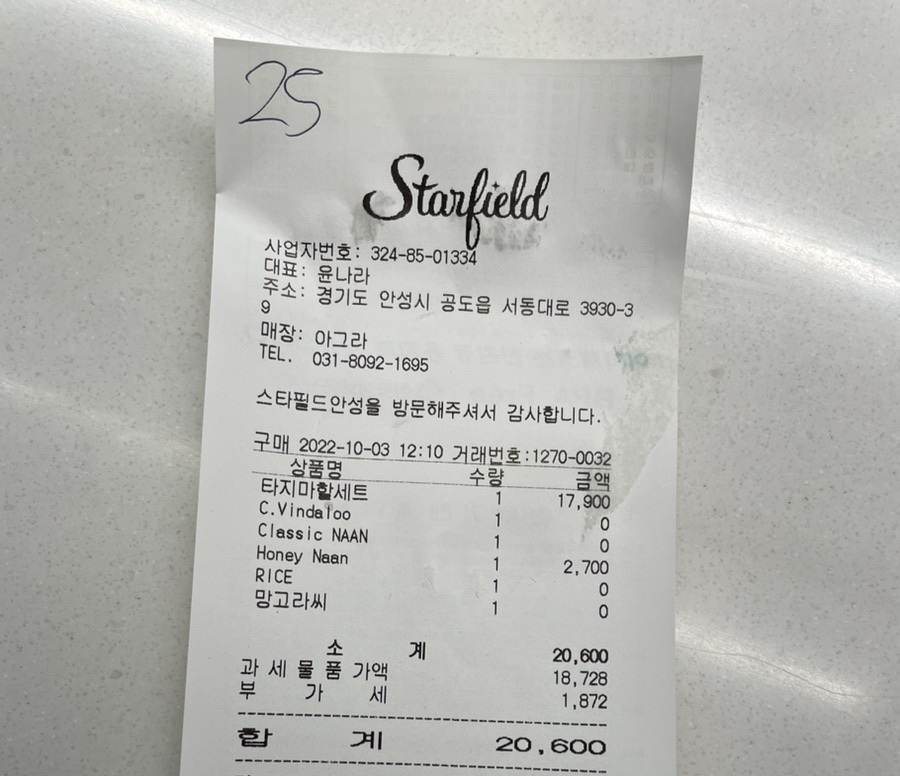 25
Starfield
사업자번호: 324-85-01334
대표: 윤나라
주소: 경기도 안성시 공도읍 서동대로 3930-3
9
매장: 아그라
TEL. 031-8092-1695
스타필드안성을 방문해주셔서 감사합니다.
구매 2022-10-03 12:10 거래번호:1270-0032
상품명 수량 금액
타지마할세트 1 17,900
C.Vindaloo 1 0
Classic NAAN 1 0
Honey Naan 1 2,700
RICE 1 0
망고라씨 1 0
소 계 20,600
과 세 물 품 가액 18,728
부 가 세 1,872
합 계 20,600